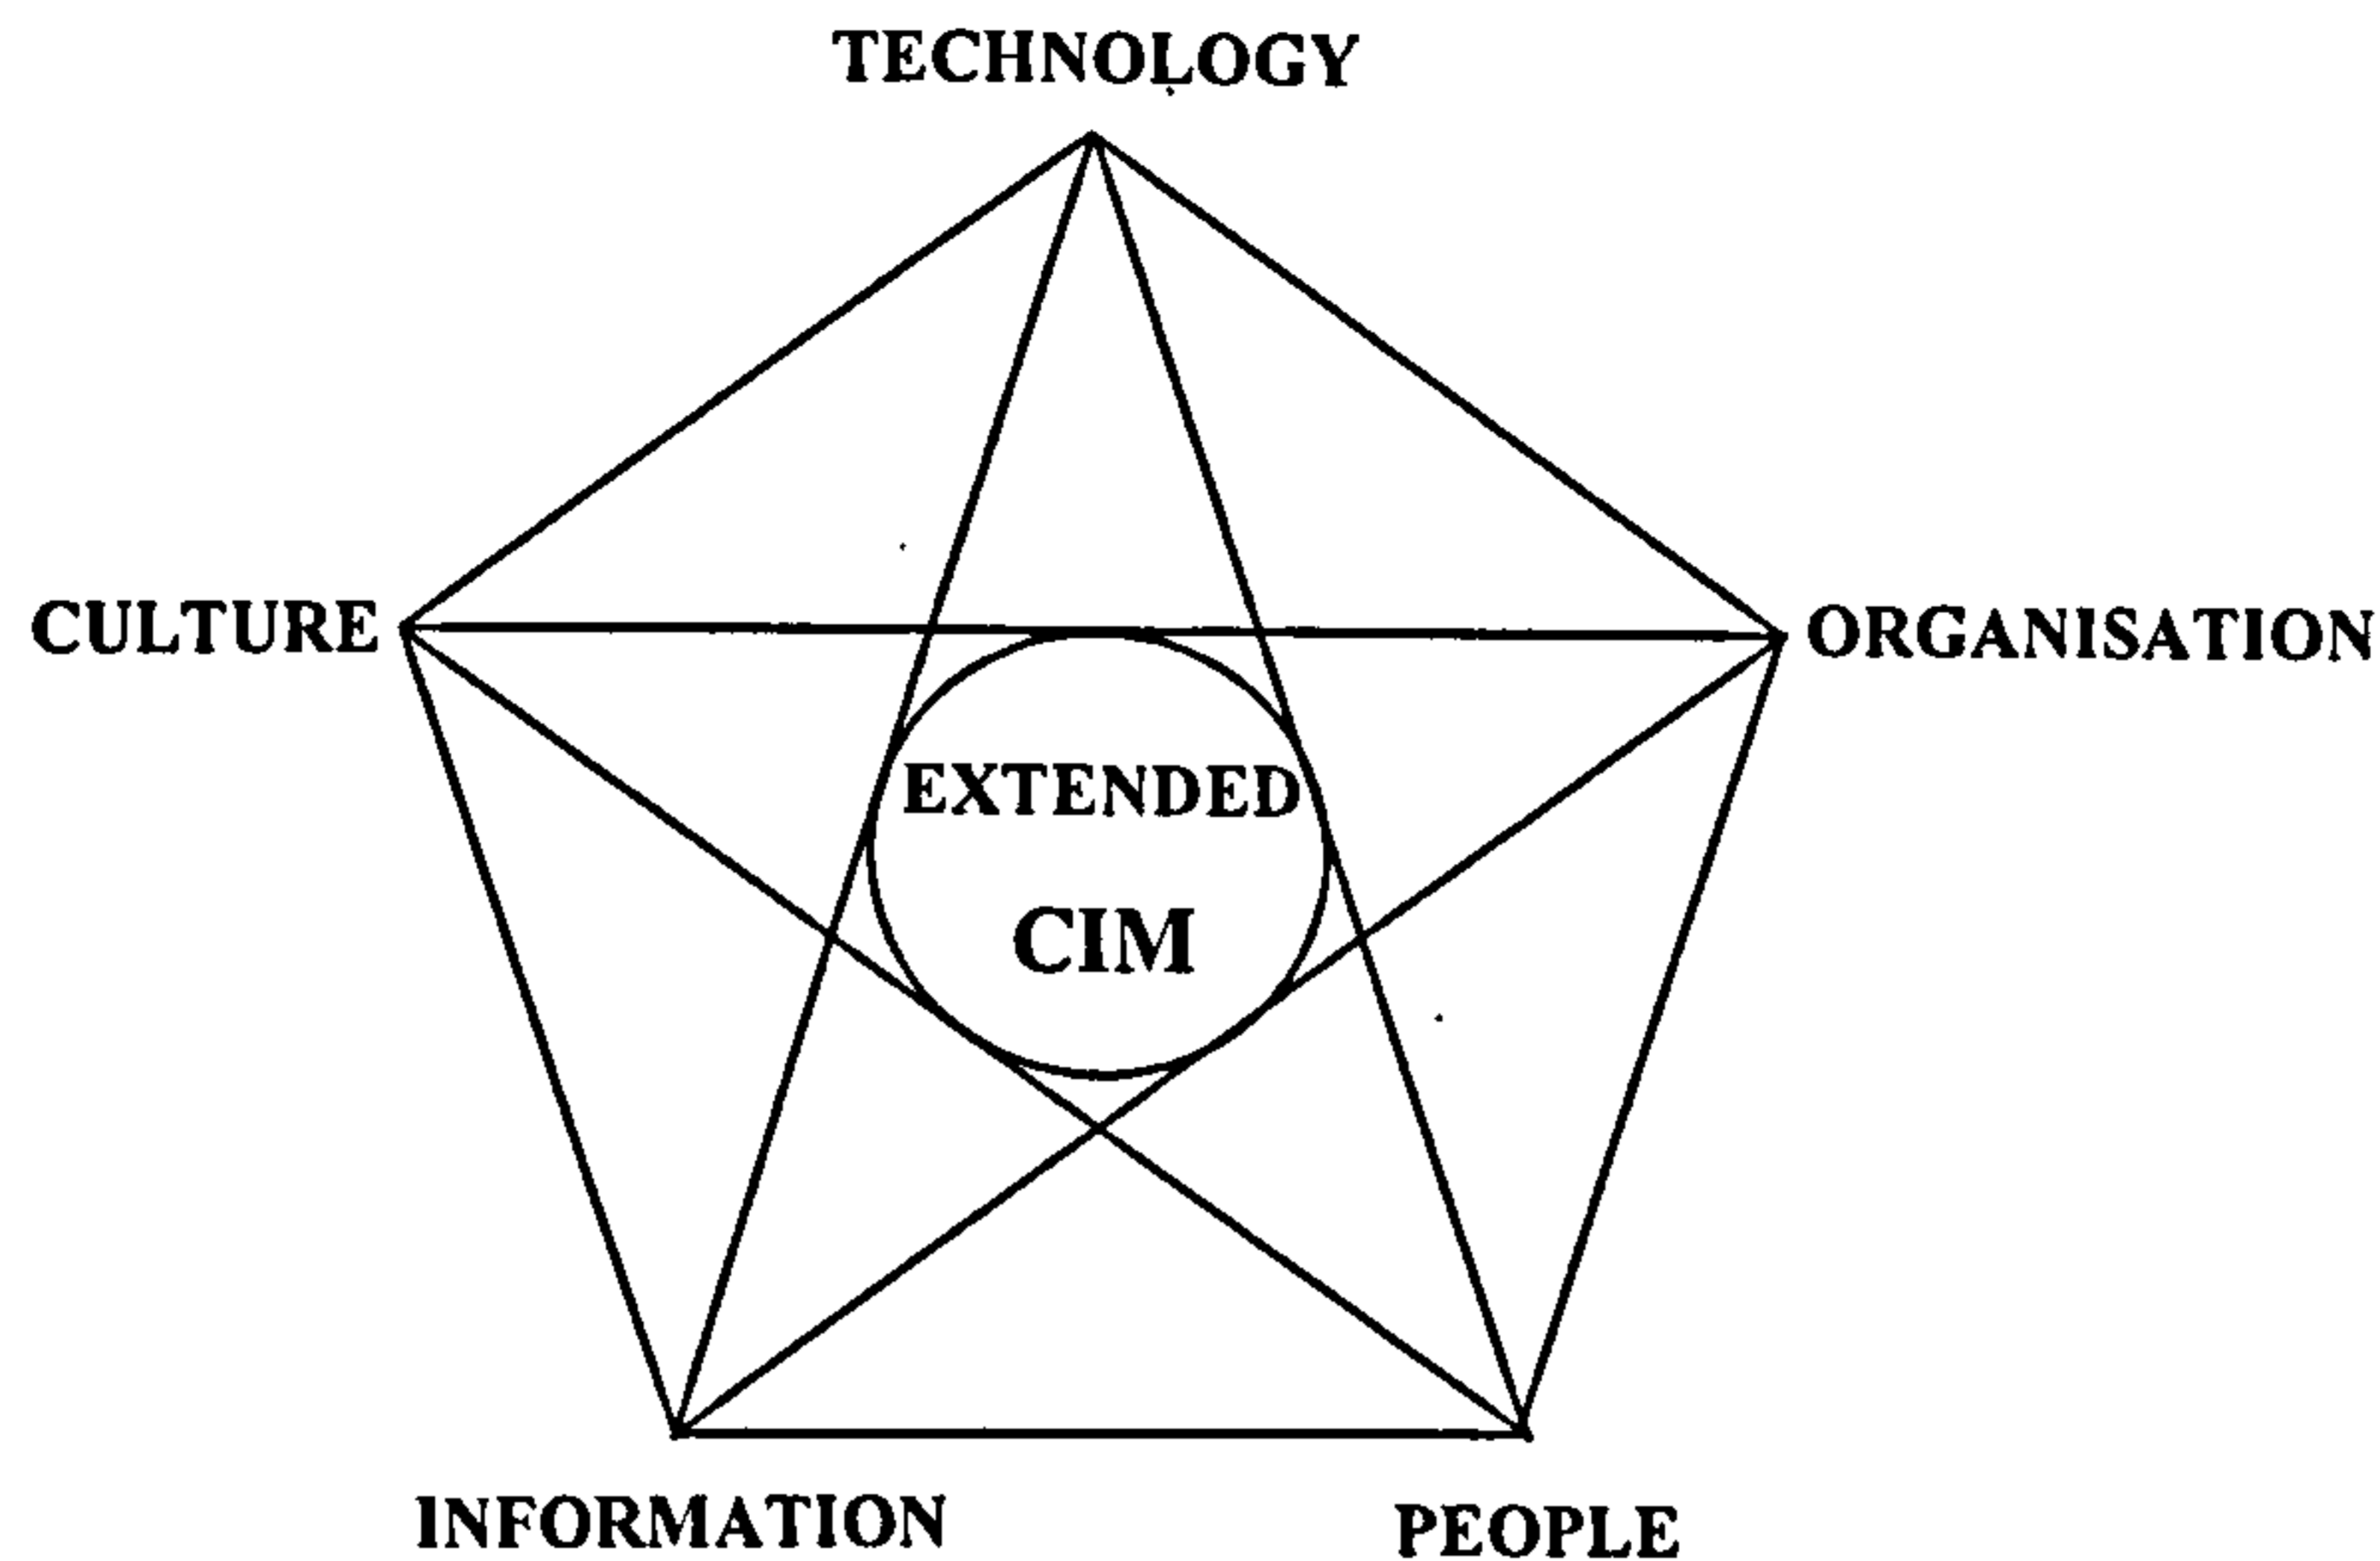 TECHNOLOGY
CULTURE
ORGANISATION
EXTENDED
CIM
INFORMATION
PEOPLE